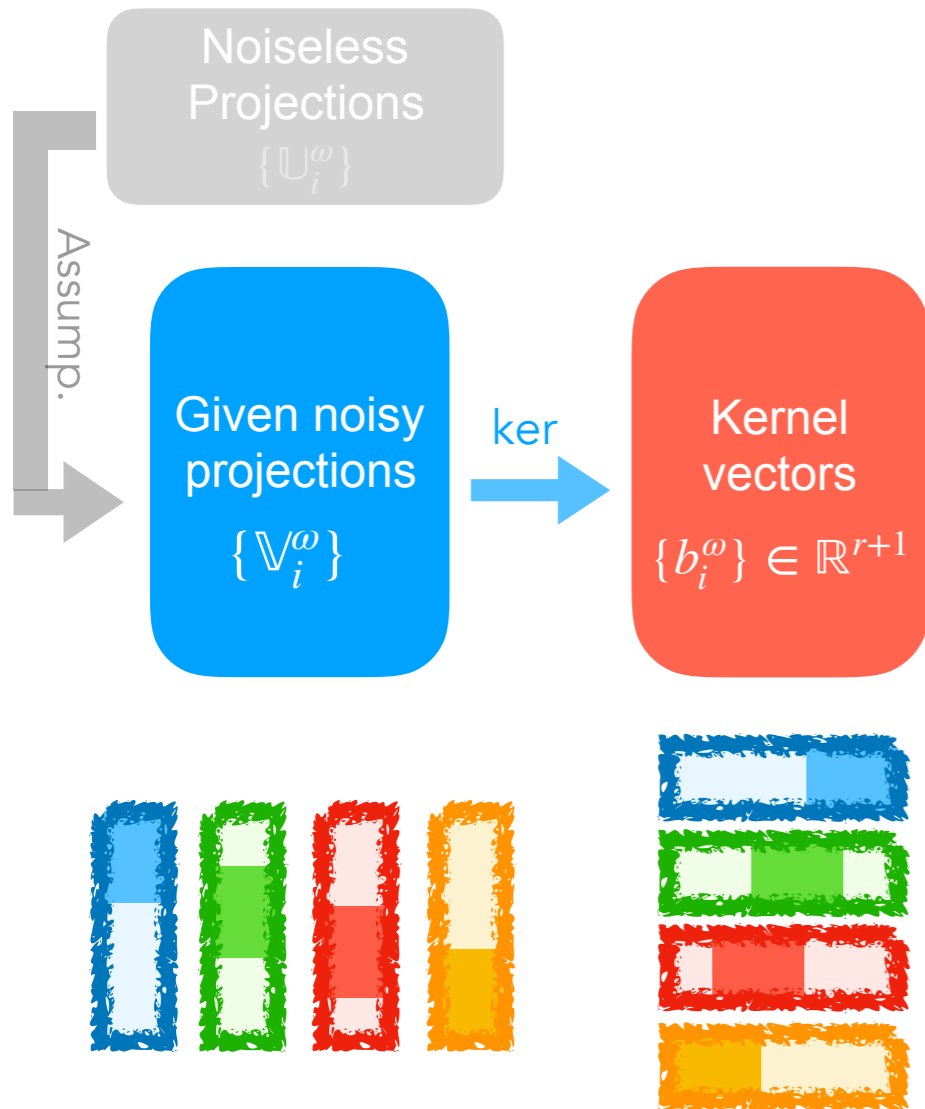 Noiseless
Projections
{𝕌ᵢ^ω}
Assump.
Given noisy
projections
{𝕍ᵢ^ω}
ker
Kernel
vectors
{bᵢ^ω} ∈ ℝ^{r+1}